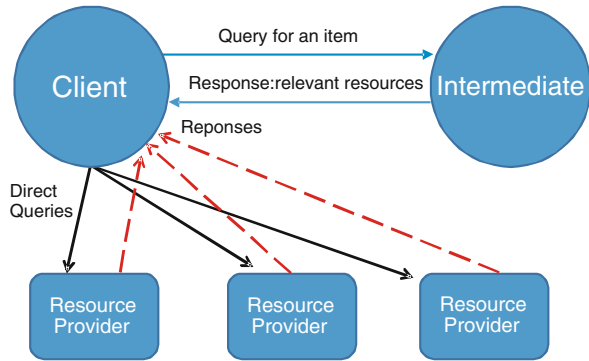 Query for an item
Client
Response:relevant resources
Intermediate
Reponses
Direct
Queries
Resource
Provider
Resource
Provider
Resource
Provider